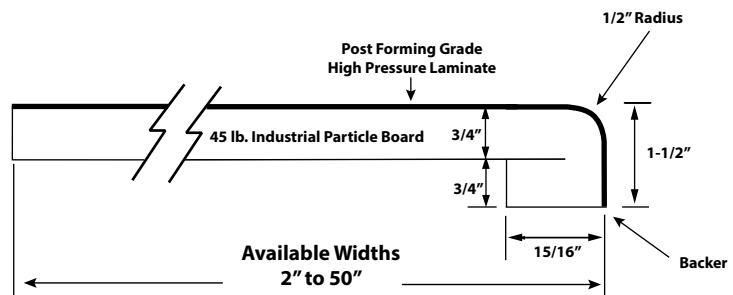 1/2” Radius
Post Forming Grade
High Pressure Laminate
45 lb. Industrial Particle Board
3/4”
1-1/2”
3/4”
15/16”
Backer
Available Widths
2” to 50”